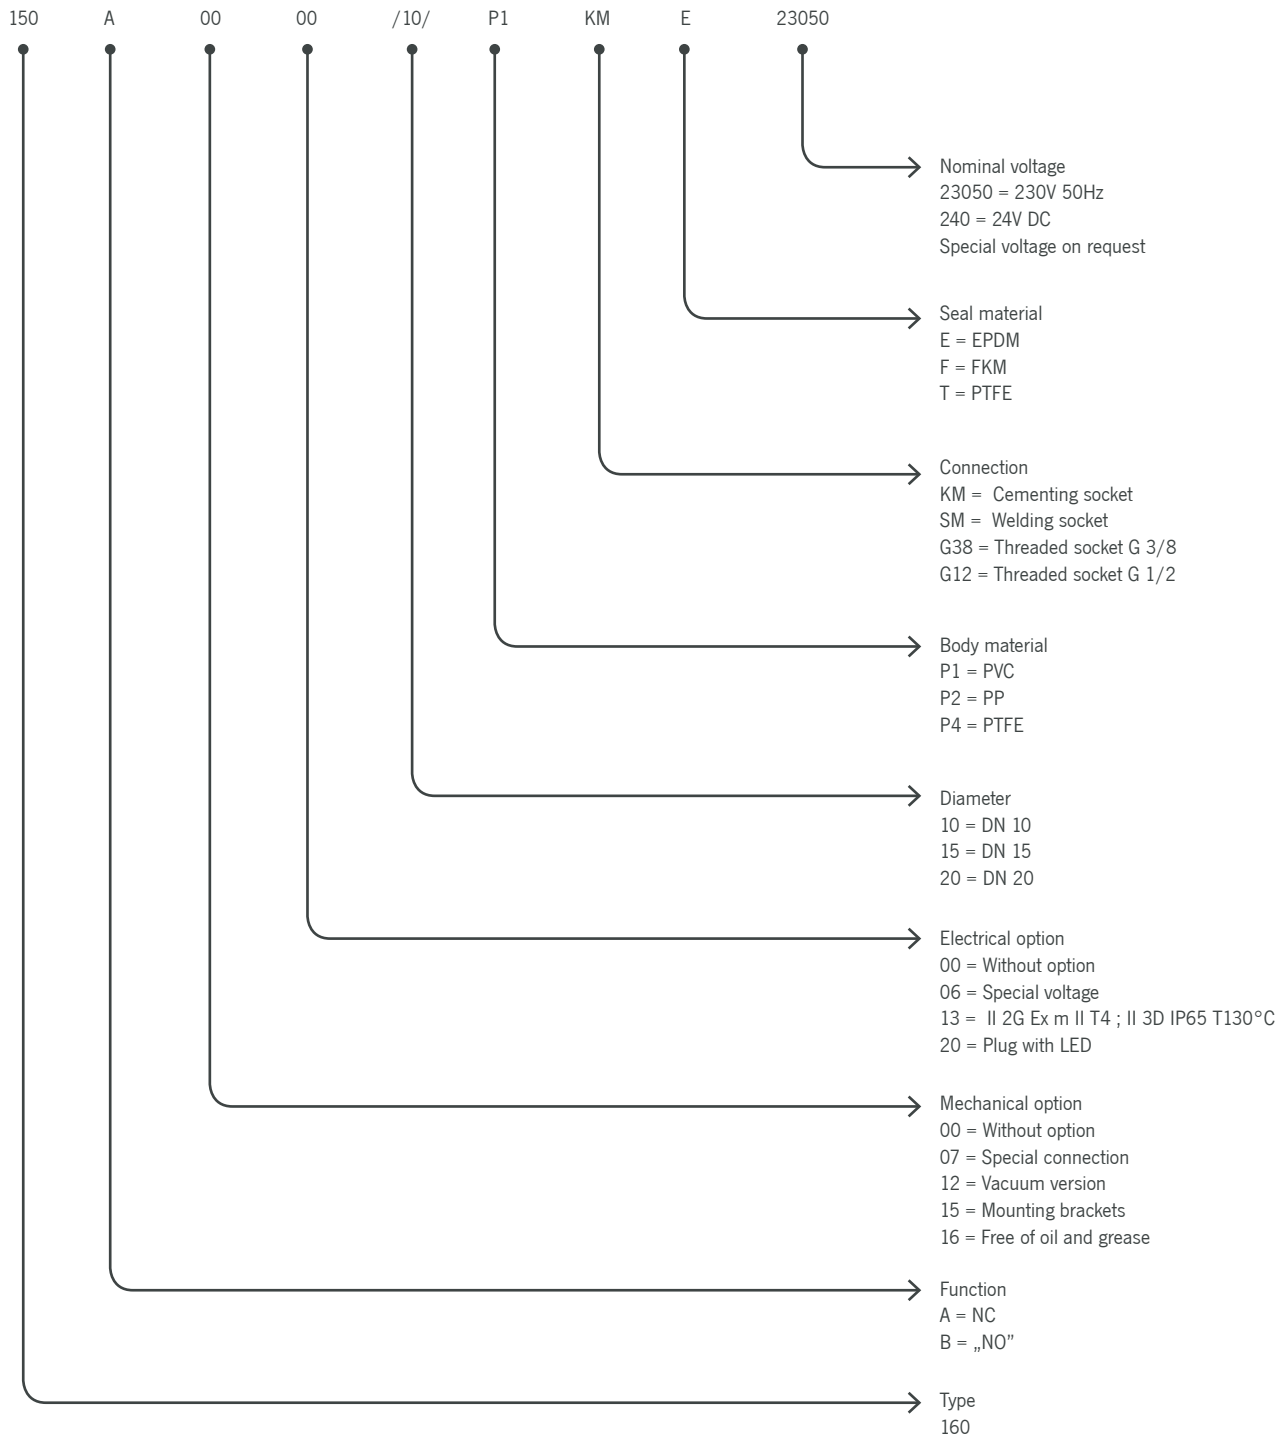 150 A 00 00 /10/ P1 KM E 23050
Nominal voltage
23050 = 230V 50Hz
240 = 24V DC
Special voltage on request
Seal material
E = EPDM
F = FKM
T = PTFE
Connection
KM = Cementing socket
SM = Welding socket
G38 = Threaded socket G 3/8
G12 = Threaded socket G 1/2
Body material
P1 = PVC
P2 = PP
P4 = PTFE
Diameter
10 = DN 10
15 = DN 15
20 = DN 20
Electrical option
00 = Without option
06 = Special voltage
13 = II 2G Ex m II T4 ; II 3D IP65 T130°C
20 = Plug with LED
Mechanical option
00 = Without option
07 = Special connection
12 = Vacuum version
15 = Mounting brackets
16 = Free of oil and grease
Function
A = NC
B = „NO”
Type
160